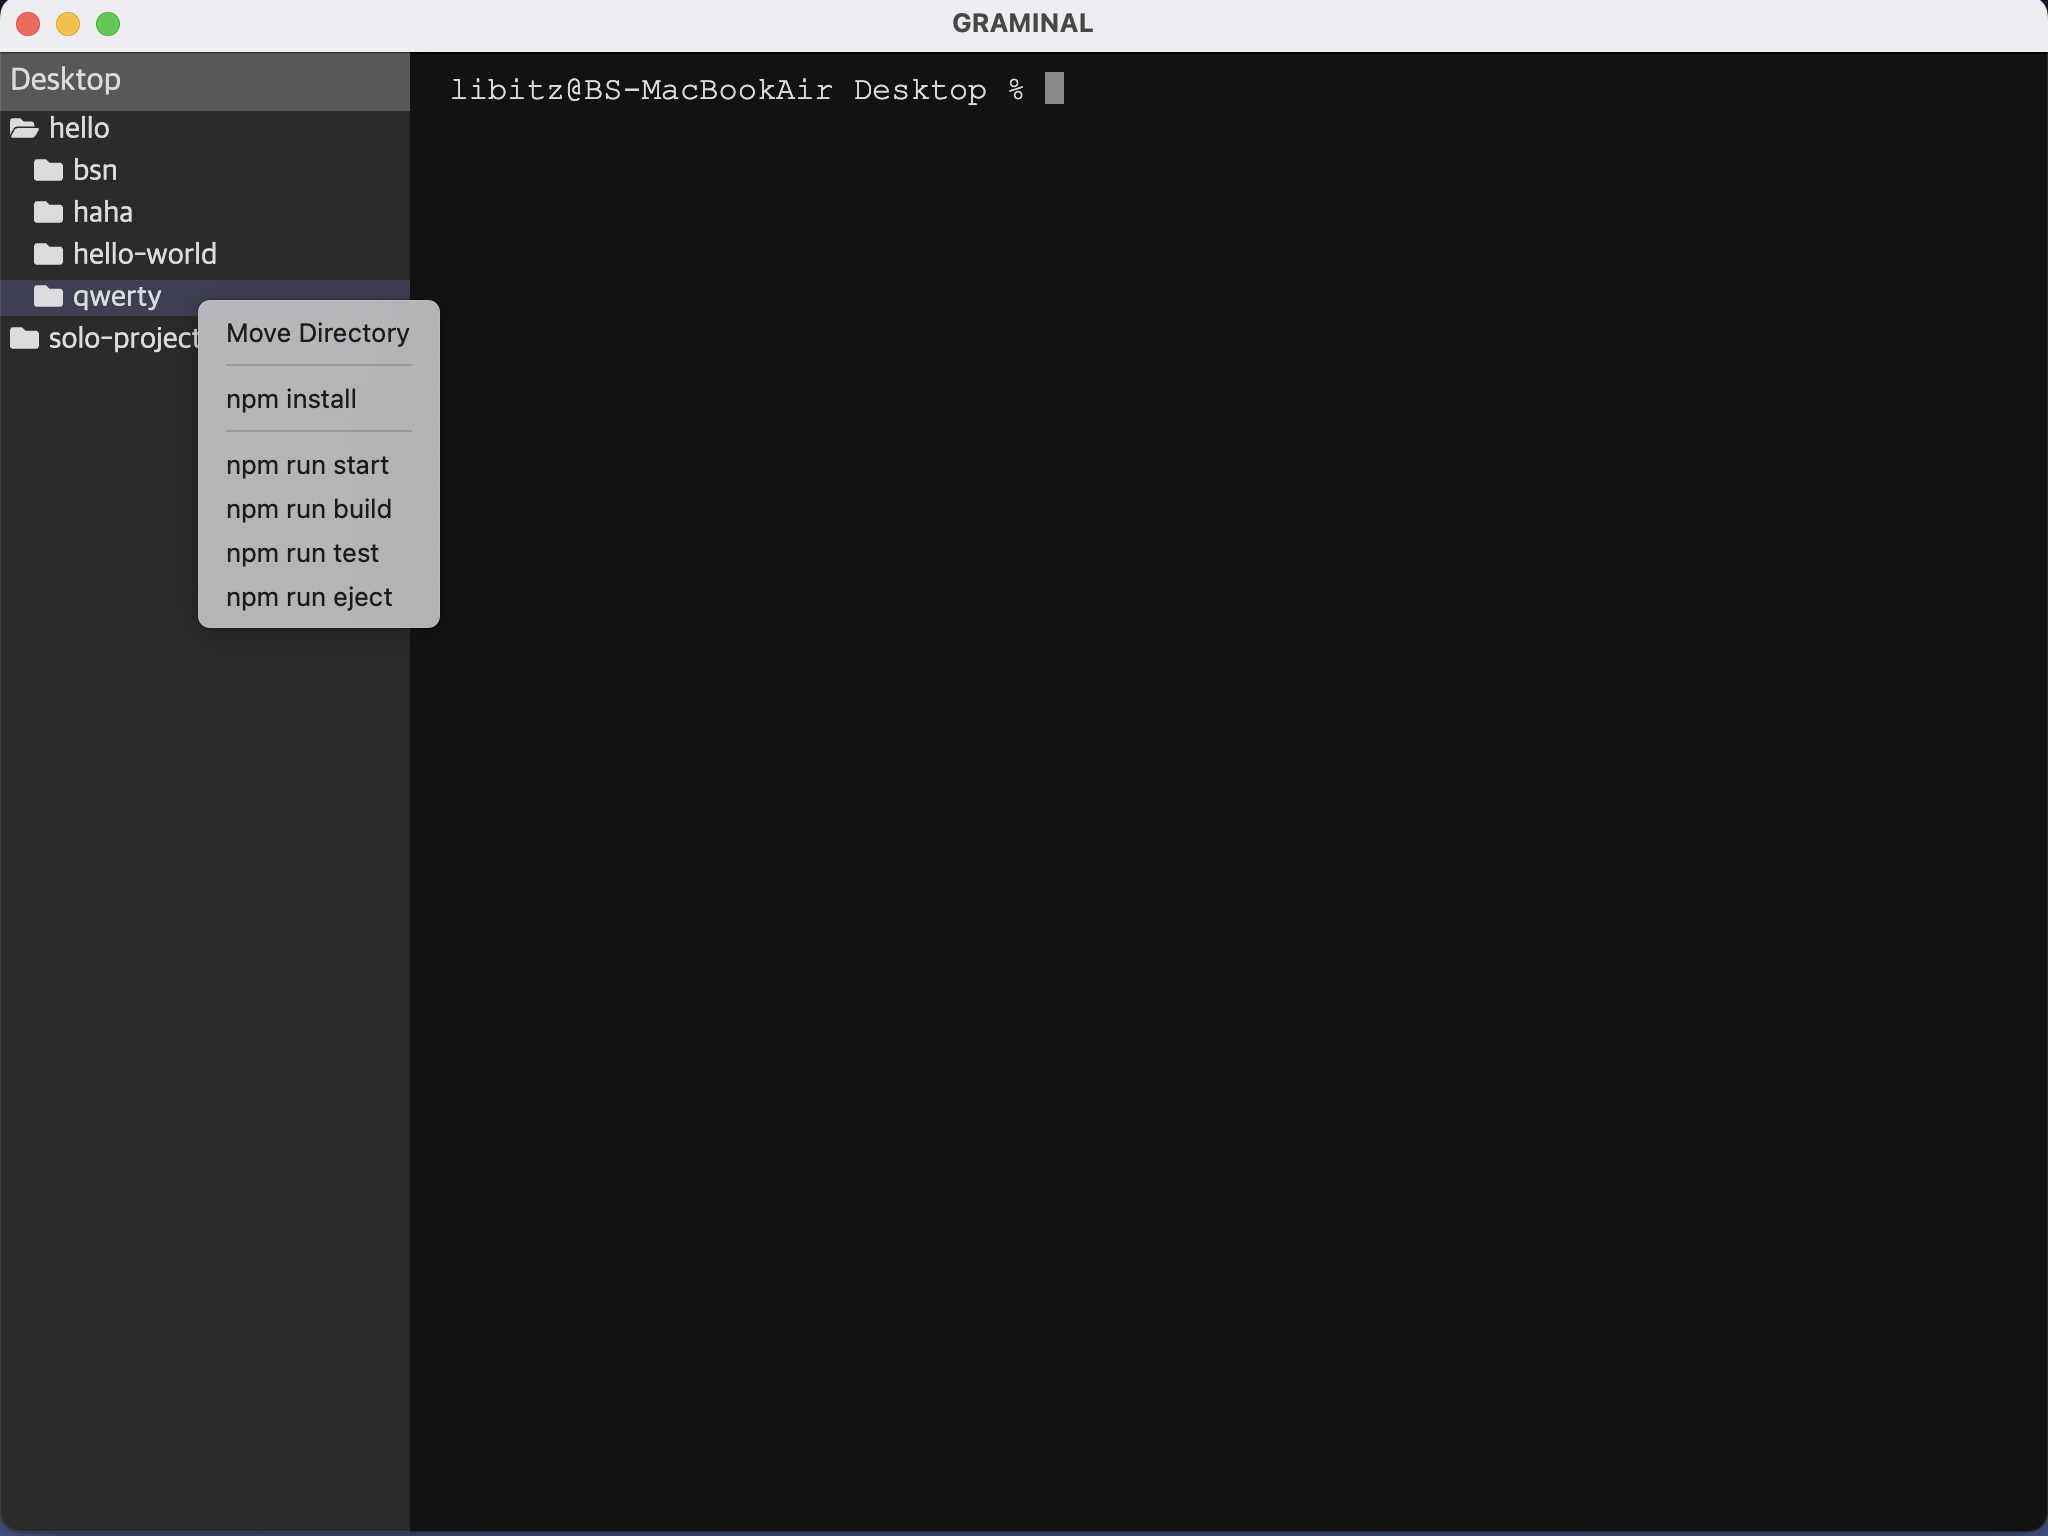 GRAMINAL
Desktop
libitz@BS-MacBookAir Desktop %
hello
bsn
haha
hello-world
qwerty
solo-project
Move Directory
npm install
npm run start
npm run build
npm run test
npm run eject